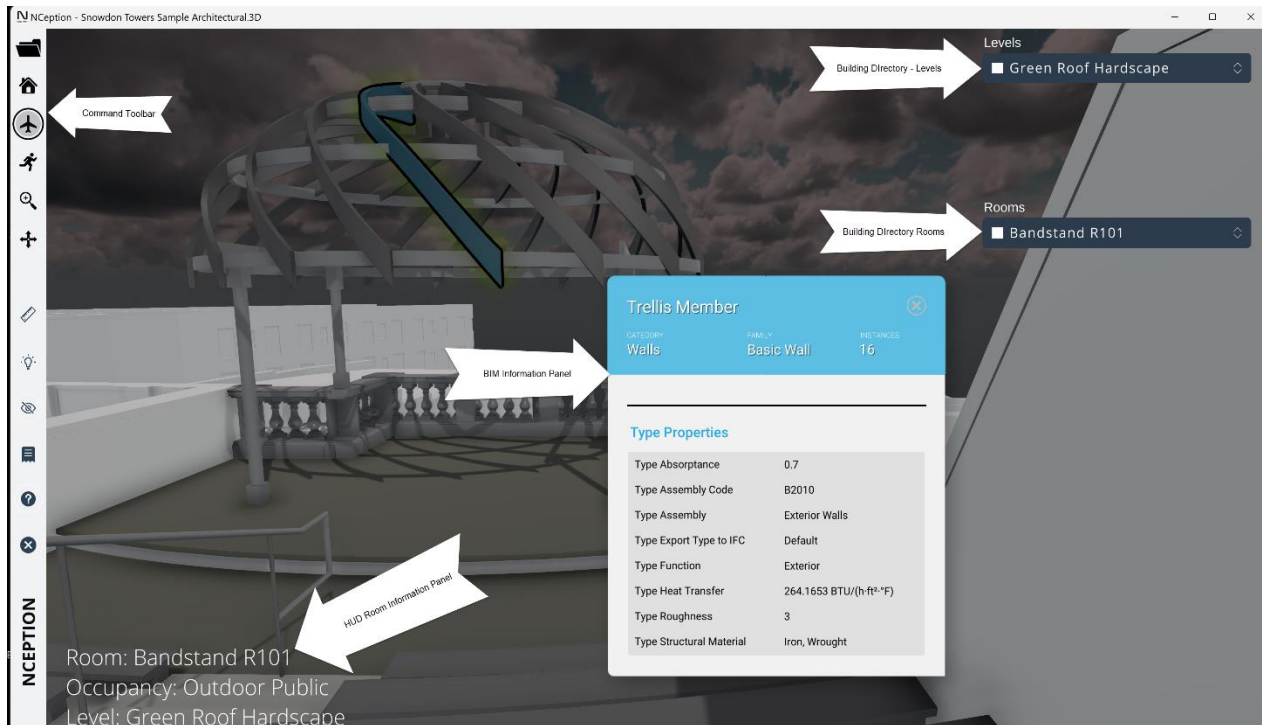 NCeption - Snowdon Towers Sample Architectural.3D
Levels
Building DIrectory - Levels
Green Roof Hardscape
Command Toolbar
Rooms
Building DIrectory Rooms
Bandstand R101
Trellis Member
CATEGORY FAMILY INSTANCES
Walls Basic Wall 16
BIM Information Panel
Type Properties
Type Absorptance 0.7
Type Assembly Code B2010
Type Assembly Exterior Walls
Type Export Type to IFC Default
Type Function Exterior
Type Heat Transfer 264.1653 BTU/(h·ft²·°F)
Type Roughness 3
Type Structural Material Iron, Wrought
HUD Room Information Panel
NCEPTION
Room: Bandstand R101
Occupancy: Outdoor Public
Level: Green Roof Hardscape